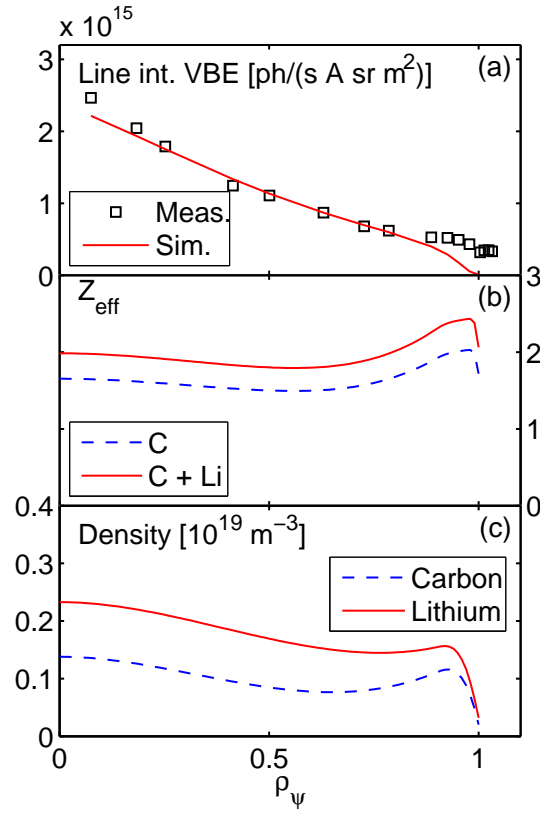 x 10^15
Line int. VBE [ph/(s A sr m^2)] (a)
3
2
1
0
Meas.
Sim.
Z_eff (b)
3
2
1
0
C
C + Li
Density [10^19 m^−3] (c)
0.4
0.3
0.2
0.1
0
Carbon
Lithium
0 0.5 1
ρ_ψ